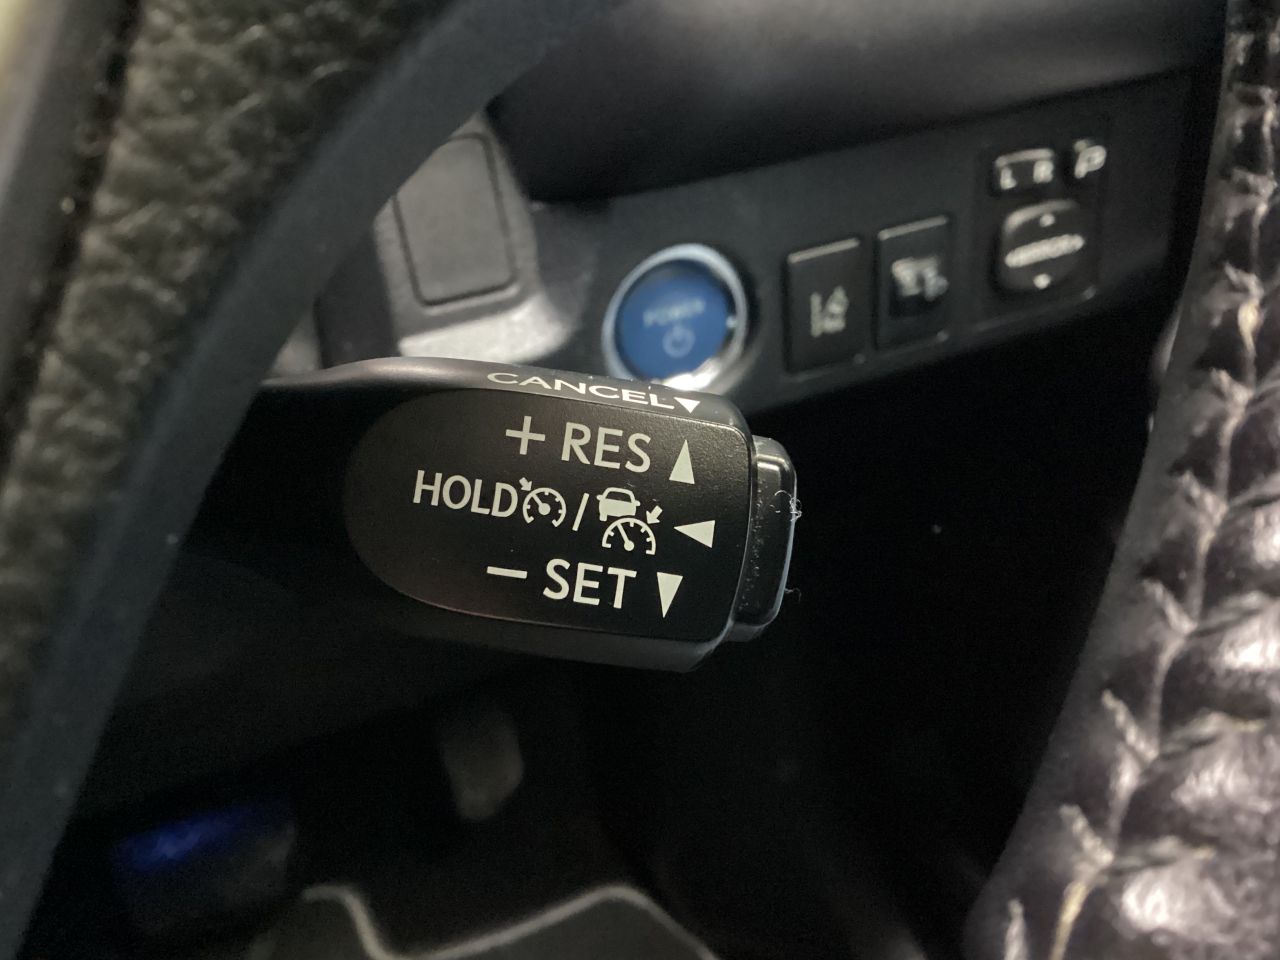 L R
P
POWER
CANCEL
+ RES
HOLD /
- SET